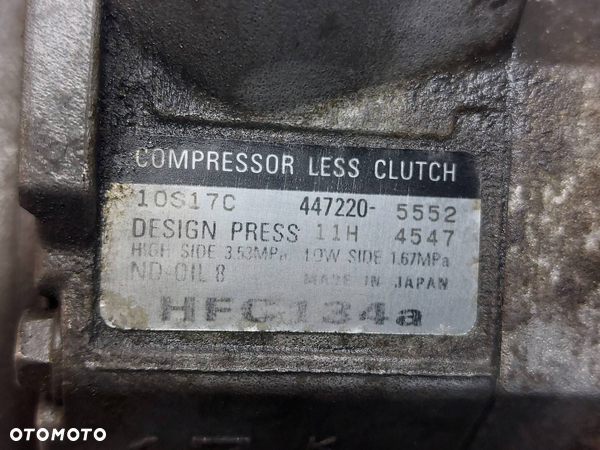 COMPRESSOR LESS CLUTCH
10S17C 447220- 5552
DESIGN PRESS 11H 4547
HIGH SIDE 3.53MPa LOW SIDE 1.67MPa
ND-OIL 8 MADE IN JAPAN
HFC134a
OTOMOTO OTOMOTO